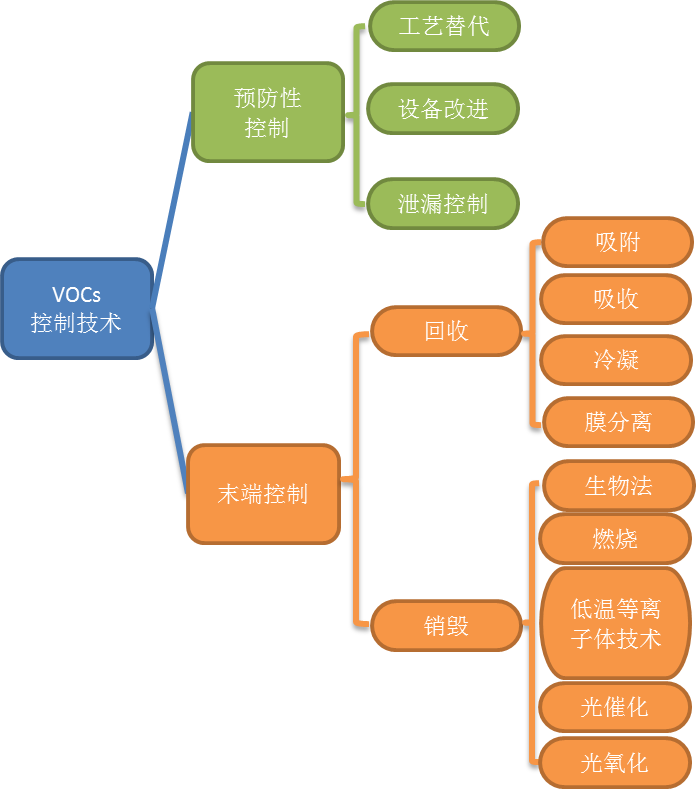 工艺替代
预防性
控制
设备改进
泄漏控制
VOCs
控制技术
吸附
吸收
回收
冷凝
膜分离
末端控制
生物法
燃烧
低温等离
子体技术
销毁
光催化
光氧化